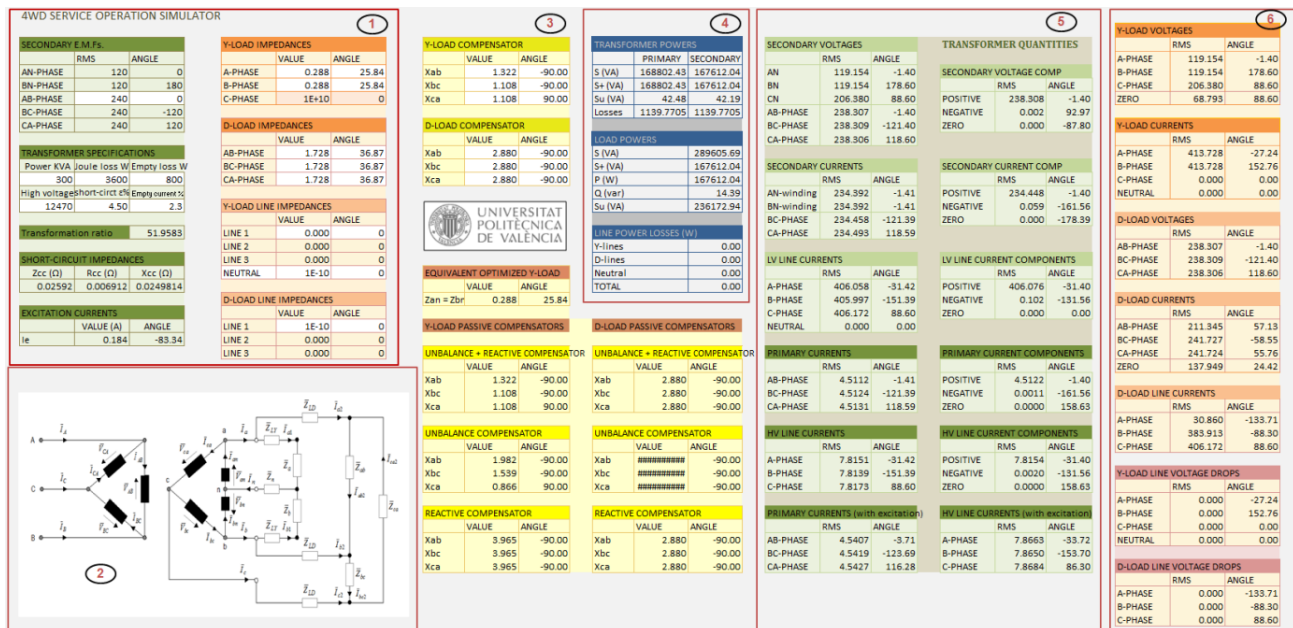 4WD SERVICE OPERATION SIMULATOR
1
SECONDARY E.M.Fs.
RMS ANGLE
AN-PHASE 120 0
BN-PHASE 120 180
AB-PHASE 240 0
BC-PHASE 240 -120
CA-PHASE 240 120
TRANSFORMER SPECIFICATIONS
Power KVA Joule loss W Empty loss W
300 3600 800
High voltage short-circt ε% Empty current %
12470 4.50 2.3
Transformation ratio 51.9583
SHORT-CIRCUIT IMPEDANCES
Zcc (Ω) Rcc (Ω) Xcc (Ω)
0.02592 0.006912 0.0249814
EXCITATION CURRENTS
VALUE (A) ANGLE
Ie 0.184 -83.34
Y-LOAD IMPEDANCES
VALUE ANGLE
A-PHASE 0.288 25.84
B-PHASE 0.288 25.84
C-PHASE 1E+10 0
D-LOAD IMPEDANCES
VALUE ANGLE
AB-PHASE 1.728 36.87
BC-PHASE 1.728 36.87
CA-PHASE 1.728 36.87
Y-LOAD LINE IMPEDANCES
VALUE ANGLE
LINE 1 0.000 0
LINE 2 0.000 0
LINE 3 0.000 0
NEUTRAL 1E-10 0
D-LOAD LINE IMPEDANCES
VALUE ANGLE
LINE 1 1E-10 0
LINE 2 0.000 0
LINE 3 0.000 0
2
A
C
B
a
c
n
b
3
Y-LOAD COMPENSATOR
VALUE ANGLE
Xab 1.322 -90.00
Xbc 1.108 -90.00
Xca 1.108 90.00
D-LOAD COMPENSATOR
VALUE ANGLE
Xab 2.880 -90.00
Xbc 2.880 -90.00
Xca 2.880 -90.00
UNIVERSITAT
POLITÈCNICA
DE VALÈNCIA
EQUIVALENT OPTIMIZED Y-LOAD
Zan = Zbr 0.288 25.84
Y-LOAD PASSIVE COMPENSATORS
UNBALANCE + REACTIVE COMPENSATOR
VALUE ANGLE
Xab 1.322 -90.00
Xbc 1.108 -90.00
Xca 1.108 90.00
UNBALANCE COMPENSATOR
VALUE ANGLE
Xab 1.982 -90.00
Xbc 1.539 -90.00
Xca 0.866 90.00
REACTIVE COMPENSATOR
VALUE ANGLE
Xab 3.965 -90.00
Xbc 3.965 -90.00
Xca 3.965 -90.00
D-LOAD PASSIVE COMPENSATORS
UNBALANCE + REACTIVE COMPENSATOR
VALUE ANGLE
Xab 2.880 -90.00
Xbc 2.880 -90.00
Xca 2.880 -90.00
UNBALANCE COMPENSATOR
VALUE ANGLE
Xab ########## -90.00
Xbc ########## -90.00
Xca ########## -90.00
REACTIVE COMPENSATOR
VALUE ANGLE
Xab 2.880 -90.00
Xbc 2.880 -90.00
Xca 2.880 -90.00
4
TRANSFORMER POWERS
PRIMARY SECONDARY
S (VA) 168802.43 167612.04
S+ (VA) 168802.43 167612.04
Su (VA) 42.48 42.19
Losses 1139.7705 1139.7705
LOAD POWERS
S (VA) 289605.69
S+ (VA) 167612.04
P (W) 167612.04
Q (var) 14.39
Su (VA) 236172.94
LINE POWER LOSSES (W)
Y-lines 0.00
D-lines 0.00
Neutral 0.00
TOTAL 0.00
5
SECONDARY VOLTAGES
RMS ANGLE
AN 119.154 -1.40
BN 119.154 178.60
CN 206.380 88.60
AB-PHASE 238.307 -1.40
BC-PHASE 238.309 -121.40
CA-PHASE 238.306 118.60
SECONDARY CURRENTS
RMS ANGLE
AN-winding 234.392 -1.41
BN-winding 234.392 -1.41
BC-PHASE 234.458 -121.39
CA-PHASE 234.493 118.59
LV LINE CURRENTS
RMS ANGLE
A-PHASE 406.058 -31.42
B-PHASE 405.997 -151.39
C-PHASE 406.172 88.60
NEUTRAL 0.000 0.00
PRIMARY CURRENTS
RMS ANGLE
AB-PHASE 4.5112 -1.41
BC-PHASE 4.5124 -121.39
CA-PHASE 4.5131 118.59
HV LINE CURRENTS
RMS ANGLE
A-PHASE 7.8151 -31.42
B-PHASE 7.8139 -151.39
C-PHASE 7.8173 88.60
PRIMARY CURRENTS (with excitation)
RMS ANGLE
AB-PHASE 4.5407 -3.71
BC-PHASE 4.5419 -123.69
CA-PHASE 4.5427 116.28
TRANSFORMER QUANTITIES
SECONDARY VOLTAGE COMP
RMS ANGLE
POSITIVE 238.308 -1.40
NEGATIVE 0.002 92.97
ZERO 0.000 -87.80
SECONDARY CURRENT COMP
RMS ANGLE
POSITIVE 234.448 -1.40
NEGATIVE 0.059 -161.56
ZERO 0.000 -178.39
LV LINE CURRENT COMPONENTS
RMS ANGLE
POSITIVE 406.076 -31.40
NEGATIVE 0.102 -131.56
ZERO 0.000 0.00
PRIMARY CURRENT COMPONENTS
RMS ANGLE
POSITIVE 4.5122 -1.40
NEGATIVE 0.0011 -161.56
ZERO 0.0000 158.63
HV LINE CURRENT COMPONENTS
RMS ANGLE
POSITIVE 7.8154 -31.40
NEGATIVE 0.0020 -131.56
ZERO 0.0000 158.63
HV LINE CURRENTS (with excitation)
RMS ANGLE
A-PHASE 7.8663 -33.72
B-PHASE 7.8650 -153.70
C-PHASE 7.8684 86.30
6
Y-LOAD VOLTAGES
RMS ANGLE
A-PHASE 119.154 -1.40
B-PHASE 119.154 178.60
C-PHASE 206.380 88.60
ZERO 68.793 88.60
Y-LOAD CURRENTS
RMS ANGLE
A-PHASE 413.728 -27.24
B-PHASE 413.728 152.76
C-PHASE 0.000 0.00
NEUTRAL 0.000 0.00
D-LOAD VOLTAGES
RMS ANGLE
AB-PHASE 238.307 -1.40
BC-PHASE 238.309 -121.40
CA-PHASE 238.306 118.60
D-LOAD CURRENTS
RMS ANGLE
AB-PHASE 211.345 57.13
BC-PHASE 241.727 -58.55
CA-PHASE 241.724 55.76
ZERO 137.949 24.42
D-LOAD LINE CURRENTS
RMS ANGLE
A-PHASE 30.860 -133.71
B-PHASE 383.913 -88.30
C-PHASE 406.172 88.60
Y-LOAD LINE VOLTAGE DROPS
RMS ANGLE
A-PHASE 0.000 -27.24
B-PHASE 0.000 152.76
C-PHASE 0.000 0.00
NEUTRAL 0.000 0.00
D-LOAD LINE VOLTAGE DROPS
RMS ANGLE
A-PHASE 0.000 -133.71
B-PHASE 0.000 -88.30
C-PHASE 0.000 88.60